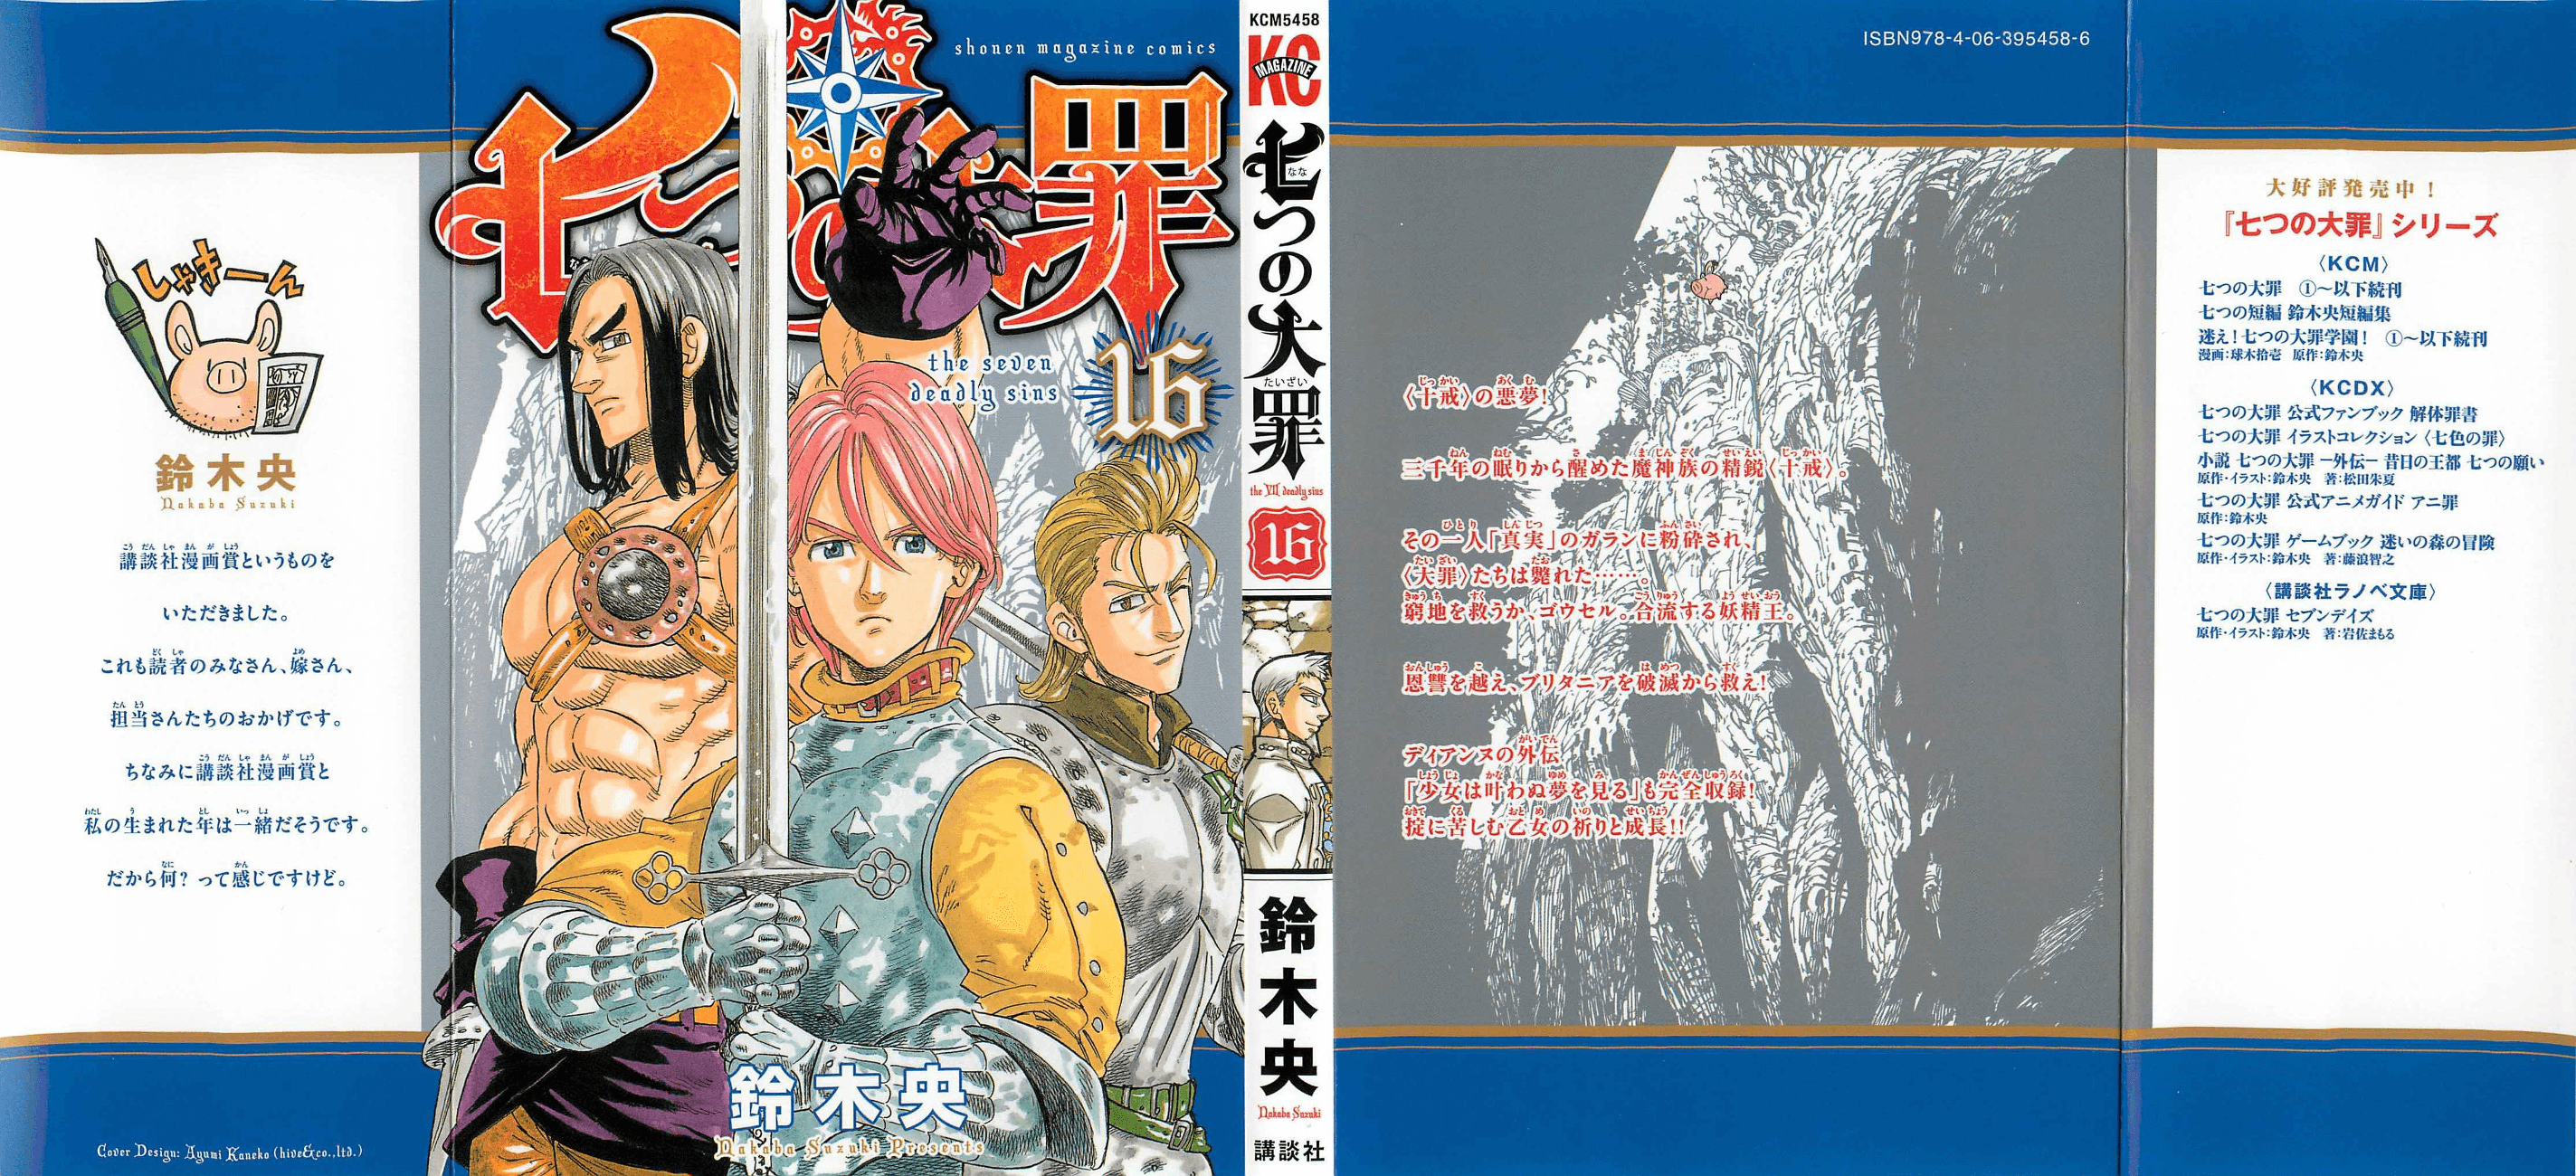 しゃきーん
鈴木央
Nakaba Suzuki
講談社漫画賞というものを
いただきました。
これも読者のみなさん、嫁さん、
担当さんたちのおかげです。
ちなみに講談社漫画賞と
私の生まれた年は一緒だそうです。
だから何？って感じですけど。
Cover Design: Ayumi Kaneko (hive&co.,ltd.)
shonen magazine comics
七つの大罪
the seven
deadly sins
16
鈴木央
Nakaba Suzuki Presents
KCM5458
KC
MAGAZINE
七つの大罪
the VII deadly sins
16
鈴木央
Nakaba Suzuki
講談社
ISBN978-4-06-395458-6
〈十戒〉の悪夢！
三千年の眠りから醒めた魔神族の精鋭〈十戒〉。
その一人「真実」のガランに粉砕され、
〈大罪〉たちは斃れた……。
窮地を救うか、ゴウセル。合流する妖精王。
恩讐を越え、ブリタニアを破滅から救え！
ディアンヌの外伝
「少女は叶わぬ夢を見る」も完全収録！
掟に苦しむ乙女の祈りと成長!!
大好評発売中！
『七つの大罪』シリーズ
〈KCM〉
七つの大罪　①〜以下続刊
七つの短編 鈴木央短編集
迷え！七つの大罪学園！　①〜以下続刊
漫画：球木拾壱　原作：鈴木央
〈KCDX〉
七つの大罪 公式ファンブック 解体罪書
七つの大罪 イラストコレクション〈七色の罪〉
小説 七つの大罪 −外伝− 昔日の王都 七つの願い
原作・イラスト：鈴木央　著：松田朱夏
七つの大罪 公式アニメガイド アニ罪
原作：鈴木央
七つの大罪 ゲームブック 迷いの森の冒険
原作・イラスト：鈴木央　著：藤浪智之
〈講談社ラノベ文庫〉
七つの大罪 セブンデイズ
原作・イラスト：鈴木央　著：岩佐まもる